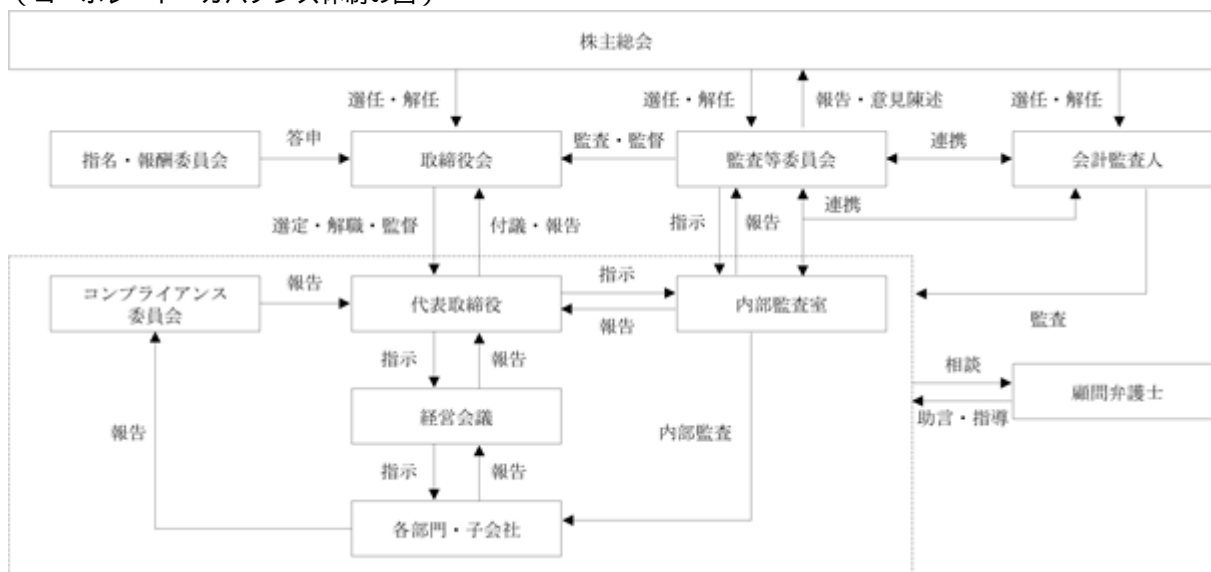 （コーポレート・ガバナンス体制の図）
株主総会
選任・解任
選任・解任
報告・意見陳述
選任・解任
指名・報酬委員会
答申
取締役会
監査・監督
監査等委員会
連携
会計監査人
選定・解職・監督
付議・報告
指示
報告
連携
コンプライアンス
委員会
報告
代表取締役
指示
報告
内部監査室
監査
指示
報告
相談
顧問弁護士
助言・指導
経営会議
報告
内部監査
指示
報告
各部門・子会社